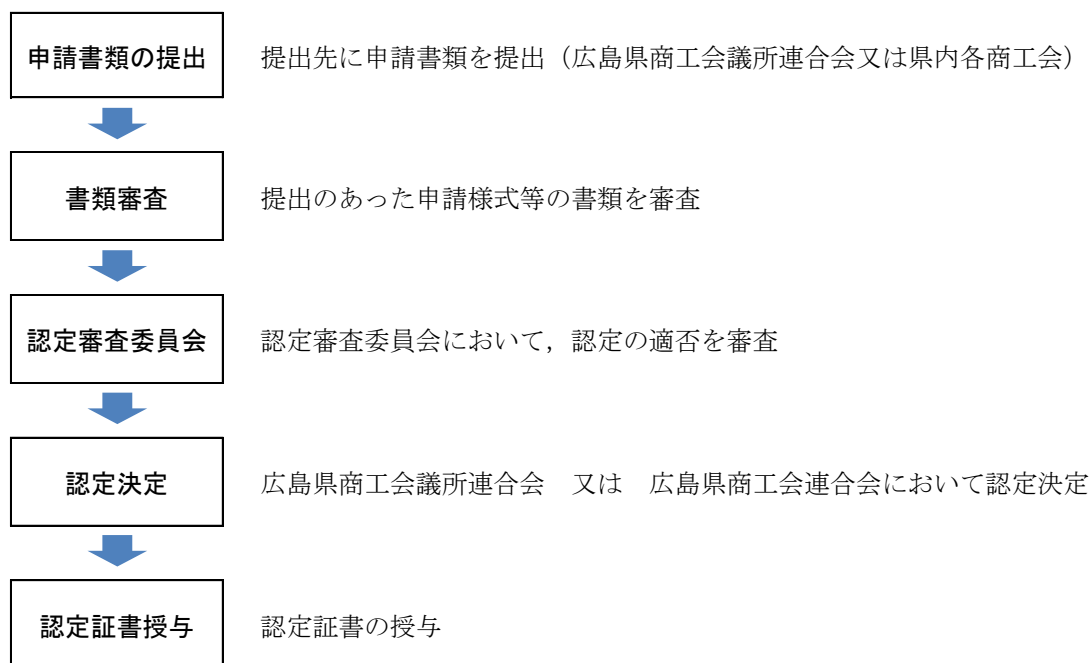 申請書類の提出　提出先に申請書類を提出（広島県商工会議所連合会又は県内各商工会）
書類審査　提出のあった申請様式等の書類を審査
認定審査委員会　認定審査委員会において，認定の適否を審査
認定決定　広島県商工会議所連合会　又は　広島県商工会連合会において認定決定
認定証書授与　認定証書の授与